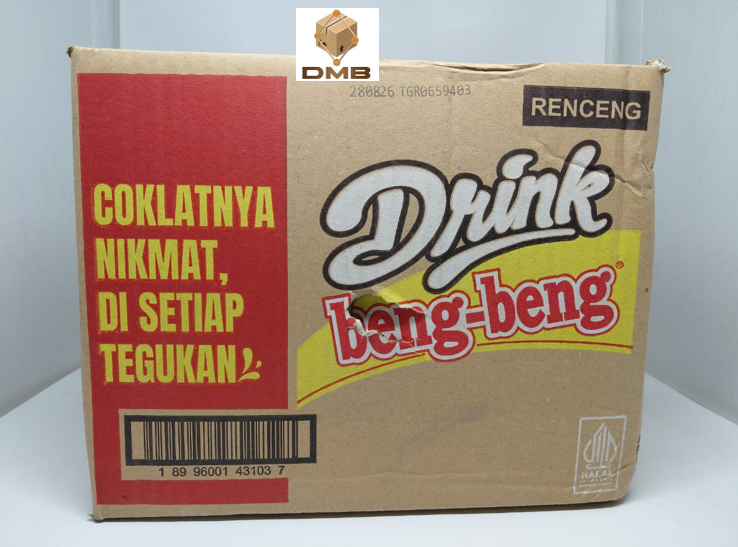 DMB
280826 TGR0659403
RENCENG
COKLATNYA
NIKMAT,
DI SETIAP
TEGUKAN
Drink
beng-beng®
1 89 96001 43103 7
HALAL